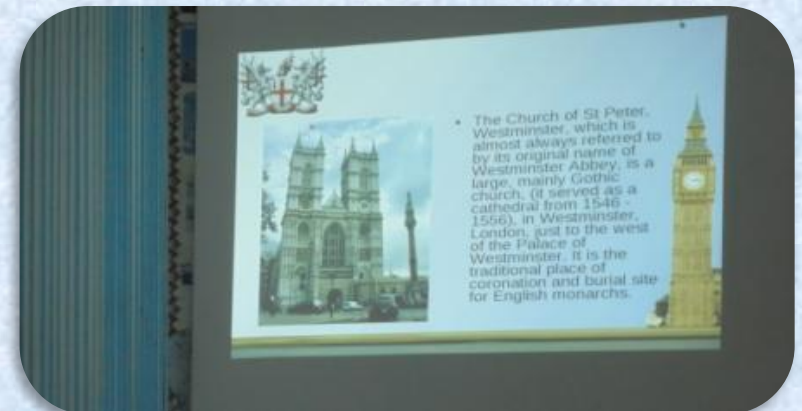 • The Church of St Peter,
Westminster, which is
almost always referred to
by its original name of
Westminster Abbey, is a
large, mainly Gothic
church, (it served as a
cathedral from 1546 -
1556), in Westminster,
London, just to the west
of the Palace of
Westminster. It is the
traditional place of
coronation and burial site
for English monarchs.